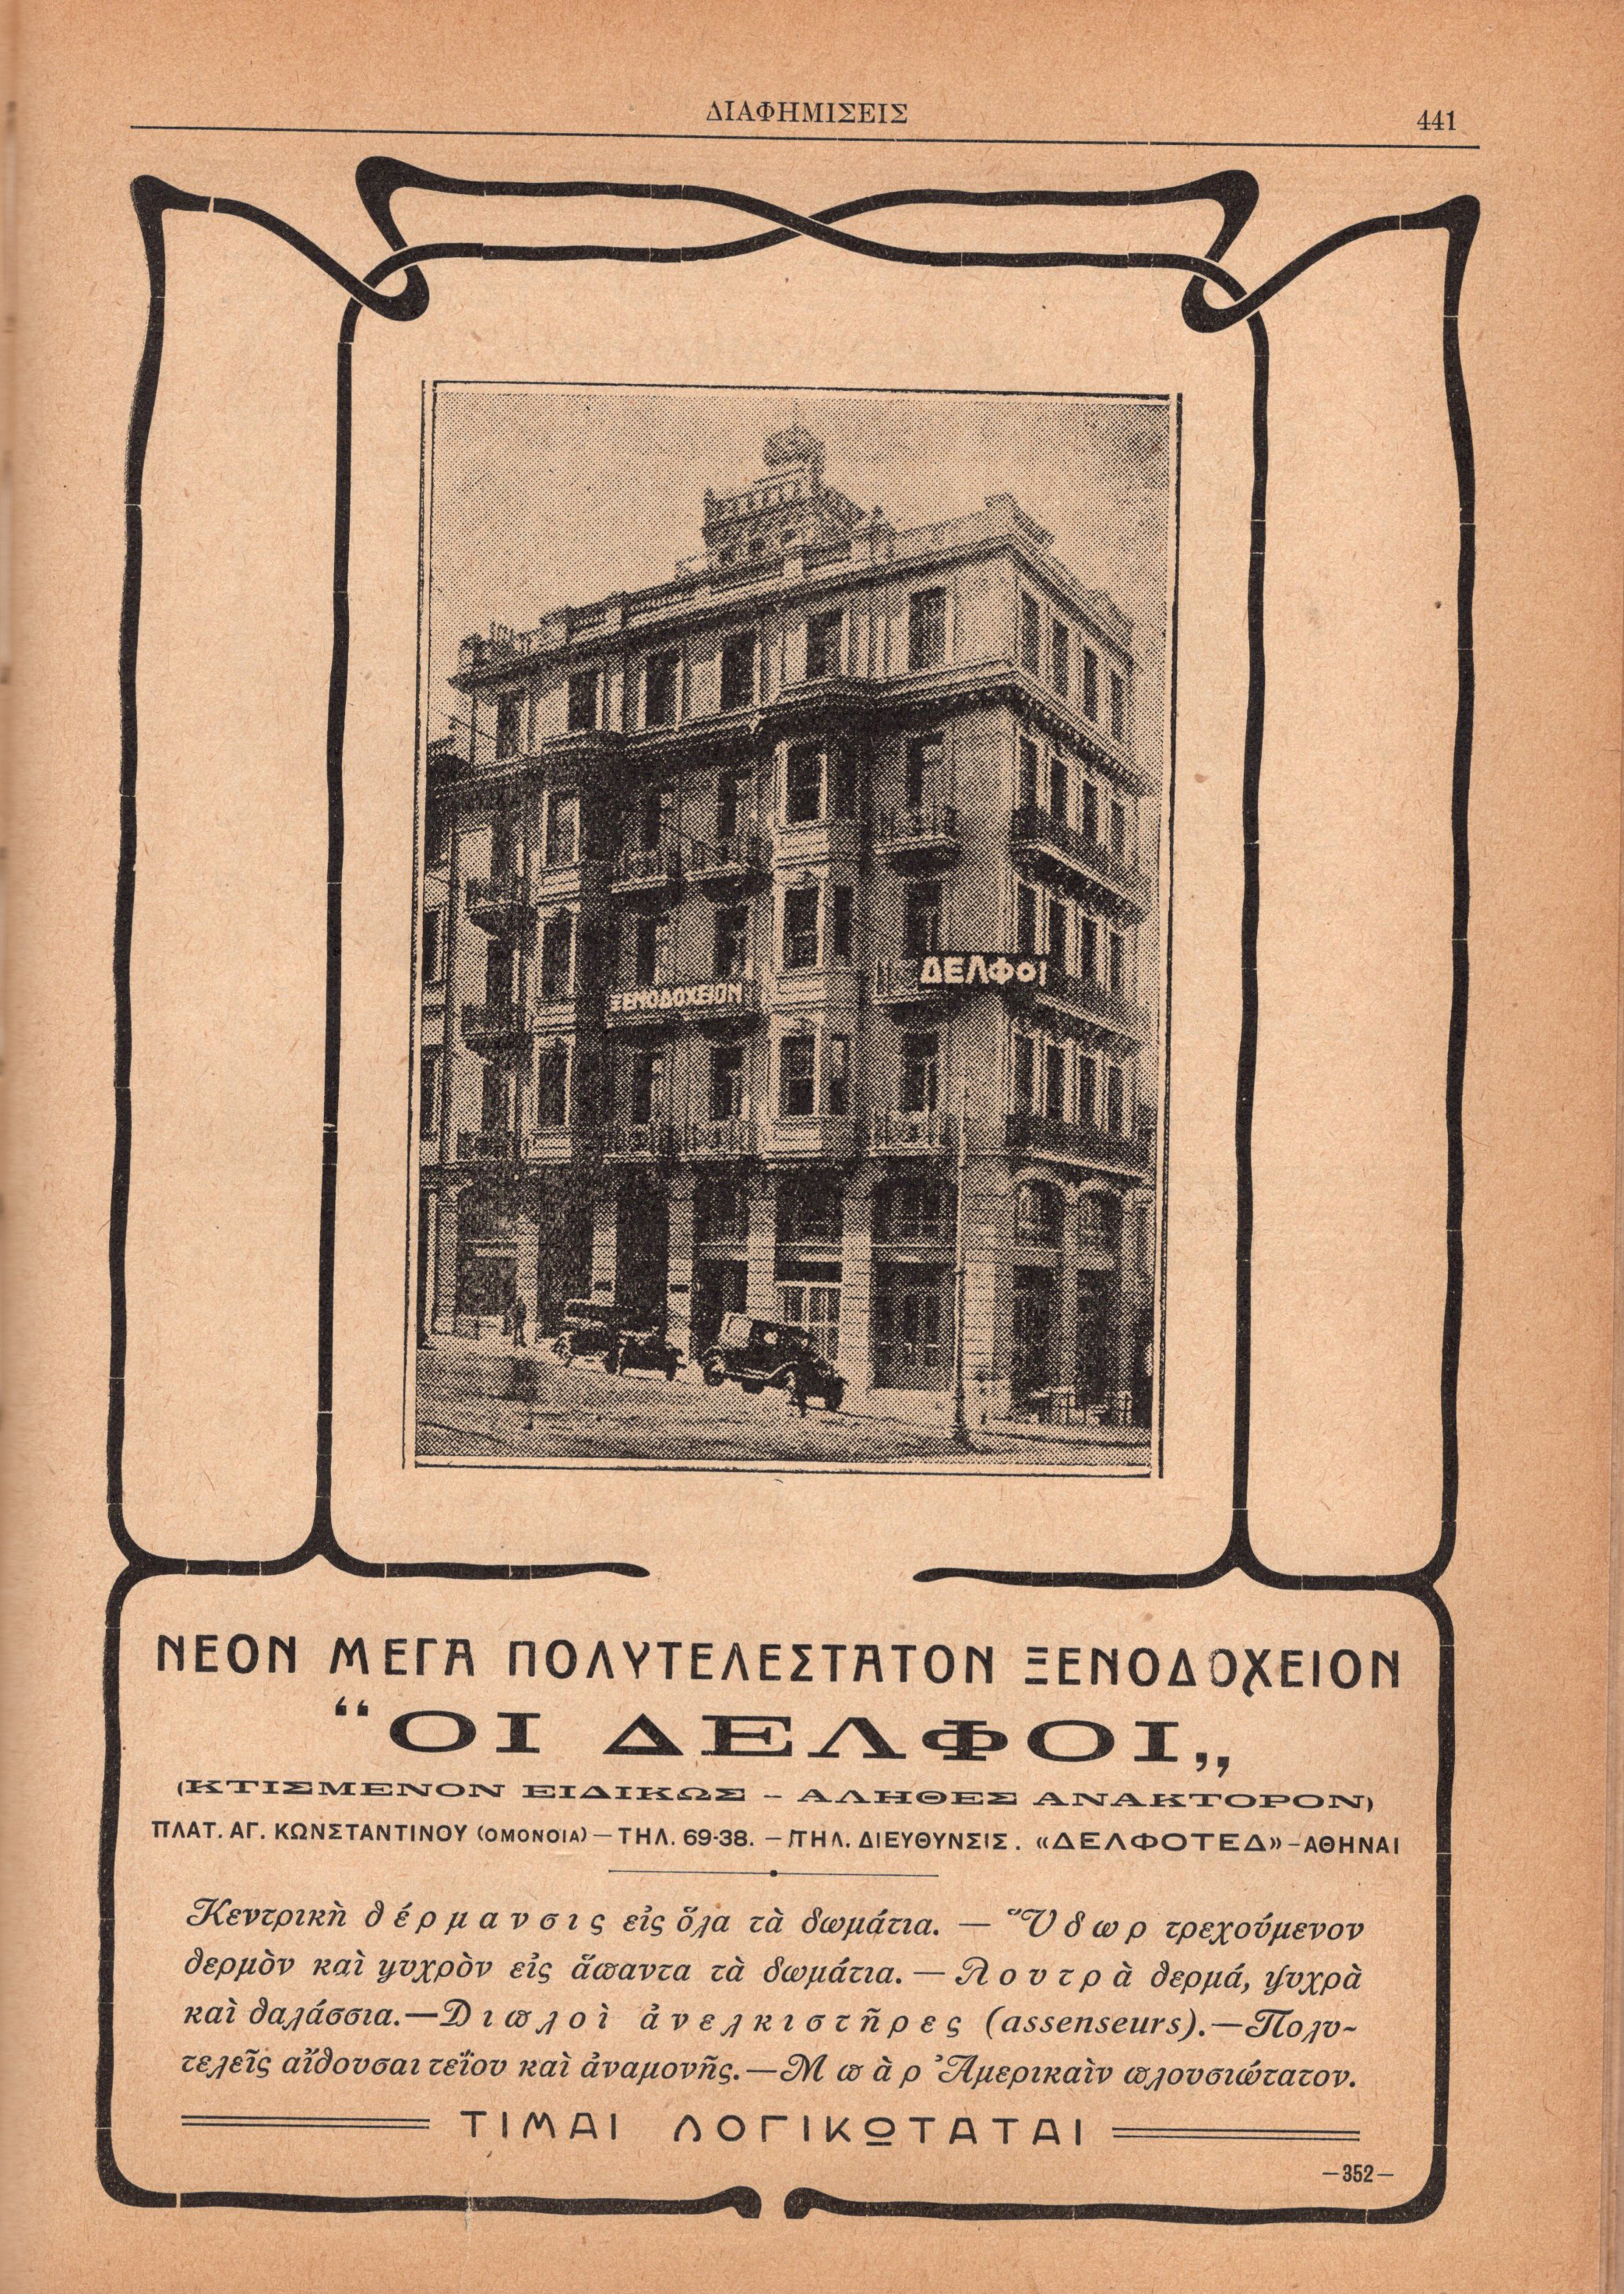 ΔΙΑΦΗΜΙΣΕΙΣ
441
ΞΕΝΟΔΟΧΕΙΟΝ
ΔΕΛΦΟΙ
ΝΕΟΝ ΜΕΓΑ ΠΟΛΥΤΕΛΕΣΤΑΤΟΝ ΞΕΝΟΔΟΧΕΙΟΝ
“ΟΙ ΔΕΛΦΟΙ„
(ΚΤΙΣΜΕΝΟΝ ΕΙΔΙΚΩΣ – ΑΛΗΘΕΣ ΑΝΑΚΤΟΡΟΝ)
ΠΛΑΤ. ΑΓ. ΚΩΝΣΤΑΝΤΙΝΟΥ (ΟΜΟΝΟΙΑ) — ΤΗΛ. 69-38. — ΤΗΛ. ΔΙΕΥΘΥΝΣΙΣ. «ΔΕΛΦΟΤΕΔ» – ΑΘΗΝΑΙ
Κεντρικὴ θέρμανσις εἰς ὅλα τὰ δωμάτια. — Ὕδωρ τρεχούμενον
θερμὸν καὶ ψυχρὸν εἰς ἅπαντα τὰ δωμάτια. — Λουτρὰ θερμά, ψυχρὰ
καὶ θαλάσσια.—Διπλοὶ ἀνελκιστῆρες (assenseurs).—Πολυ-
τελεῖς αἴθουσαι τεΐου καὶ ἀναμονῆς.—Μπὰρ Ἀμερικαὶν πλουσιώτατον.
ΤΙΜΑΙ ΛΟΓΙΚΩΤΑΤΑΙ
—352—